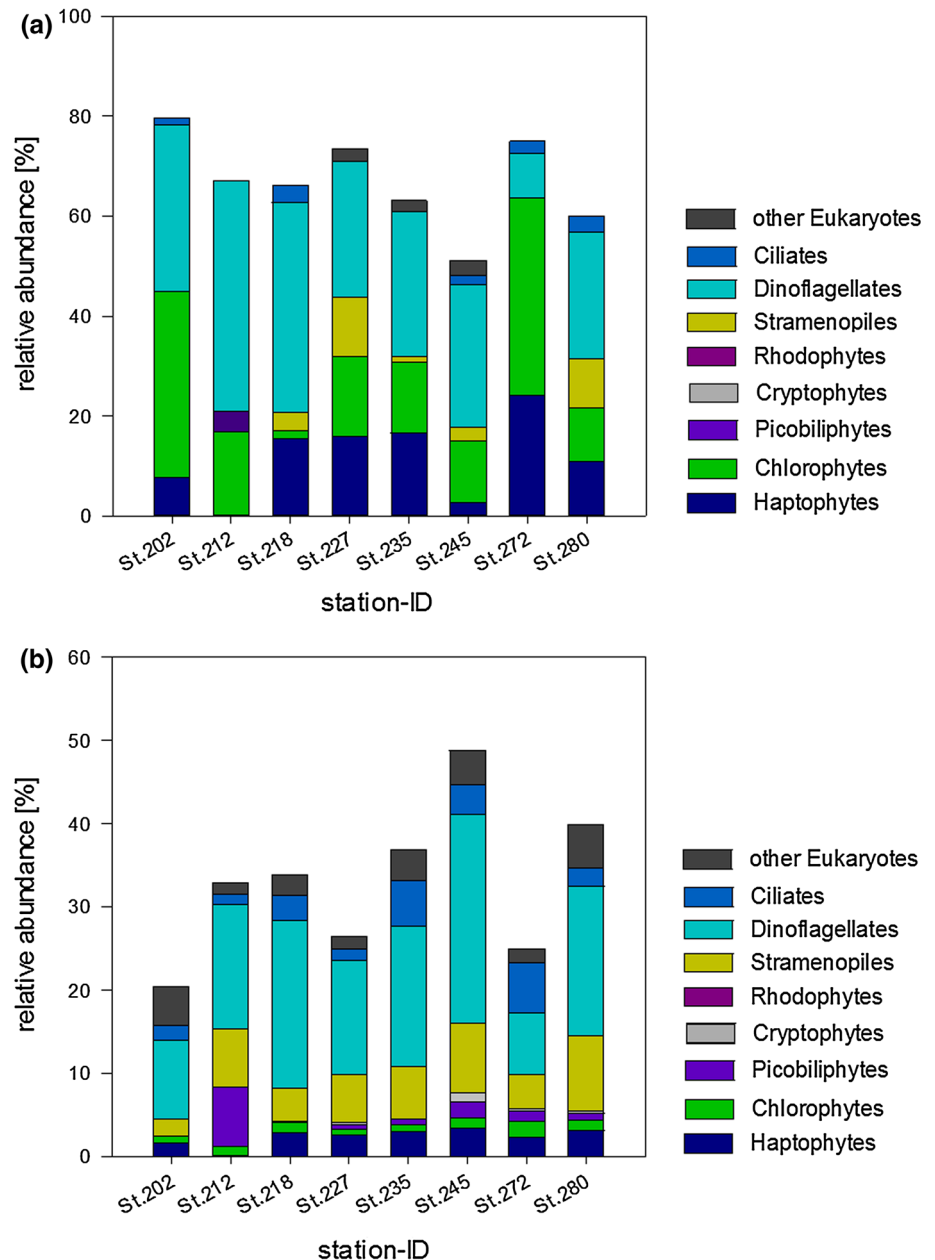 (a)
100
80
60
40
20
0
relative abundance [%]
St.202 St.212 St.218 St.227 St.235 St.245 St.272 St.280
station-ID
other Eukaryotes
Ciliates
Dinoflagellates
Stramenopiles
Rhodophytes
Cryptophytes
Picobiliphytes
Chlorophytes
Haptophytes
(b)
60
50
40
30
20
10
0
relative abundance [%]
St.202 St.212 St.218 St.227 St.235 St.245 St.272 St.280
station-ID
other Eukaryotes
Ciliates
Dinoflagellates
Stramenopiles
Rhodophytes
Cryptophytes
Picobiliphytes
Chlorophytes
Haptophytes